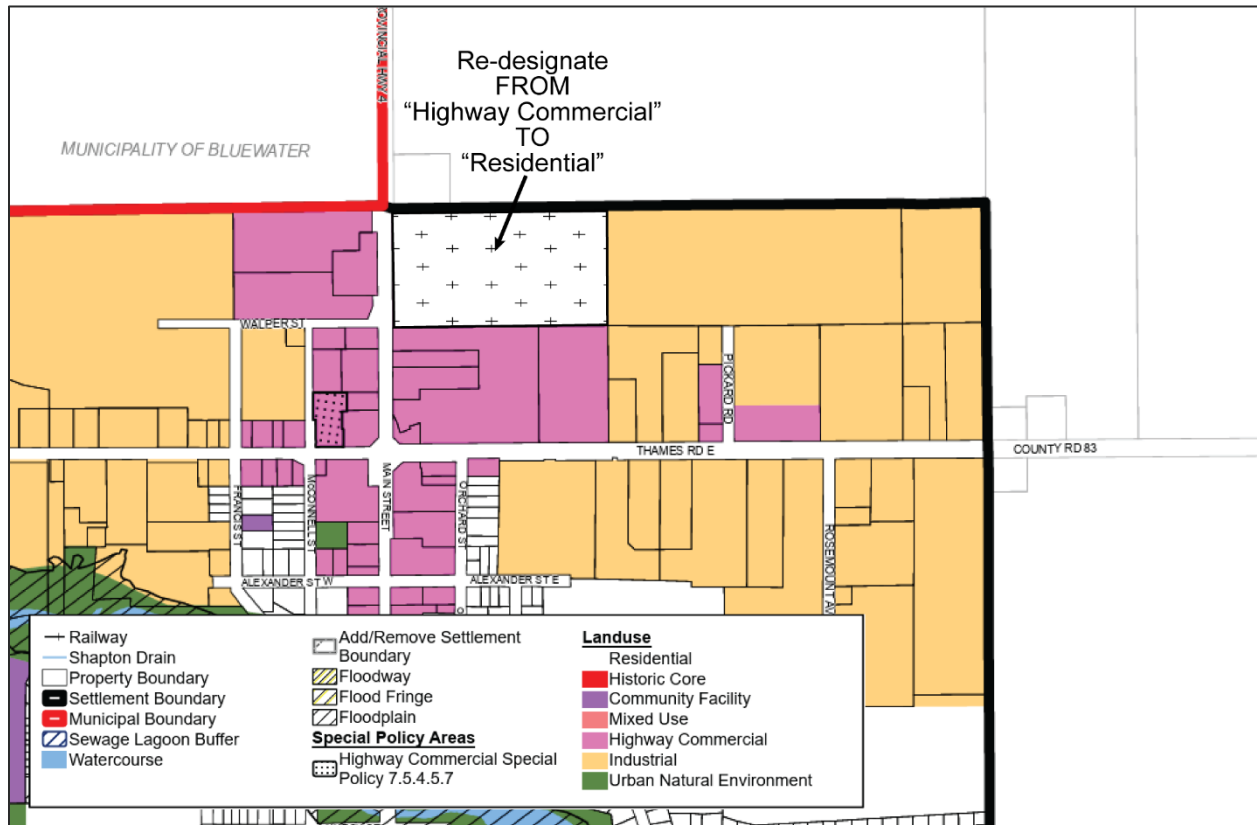 PROVINCIAL HWY 4
Re-designate
FROM
“Highway Commercial”
TO
“Residential”
MUNICIPALITY OF BLUEWATER
WALPER ST
PICKARD RD
THAMES RD E
COUNTY RD 83
FRANCIS ST
McCONNELL ST
MAIN STREET
ORCHARD ST
ROSEMOUNT AV
ALEXANDER ST W
ALEXANDER ST E
O
Railway
Shapton Drain
Property Boundary
Settlement Boundary
Municipal Boundary
Sewage Lagoon Buffer
Watercourse
Add/Remove Settlement
Boundary
Floodway
Flood Fringe
Floodplain
Special Policy Areas
Highway Commercial Special
Policy 7.5.4.5.7
Landuse
Residential
Historic Core
Community Facility
Mixed Use
Highway Commercial
Industrial
Urban Natural Environment